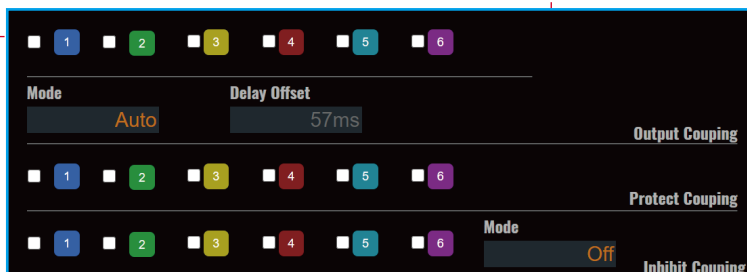 1 2 3 4 5 6
Mode Delay Offset
Auto 57ms
Output Couping
1 2 3 4 5 6
Protect Couping
Mode
1 2 3 4 5 6 Off
Inhibit Couping